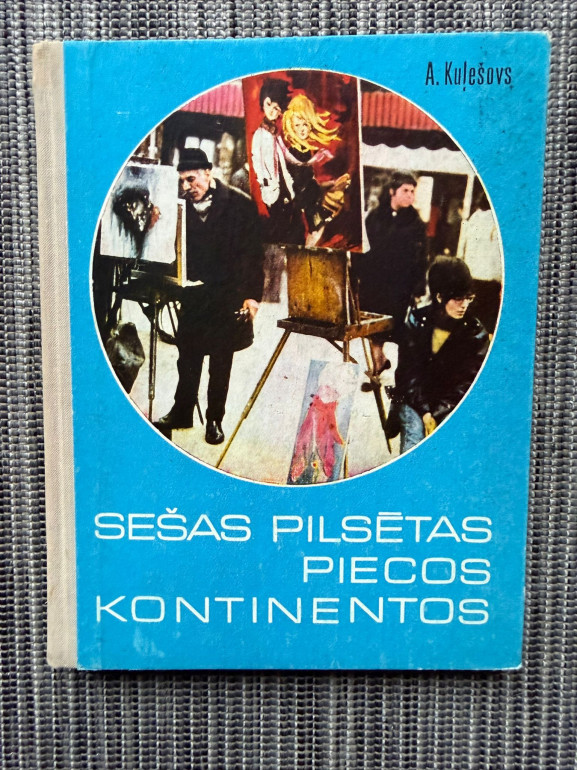 A. Kuļešovs
SEŠAS PILSĒTAS
PIECOS
KONTINENTOS